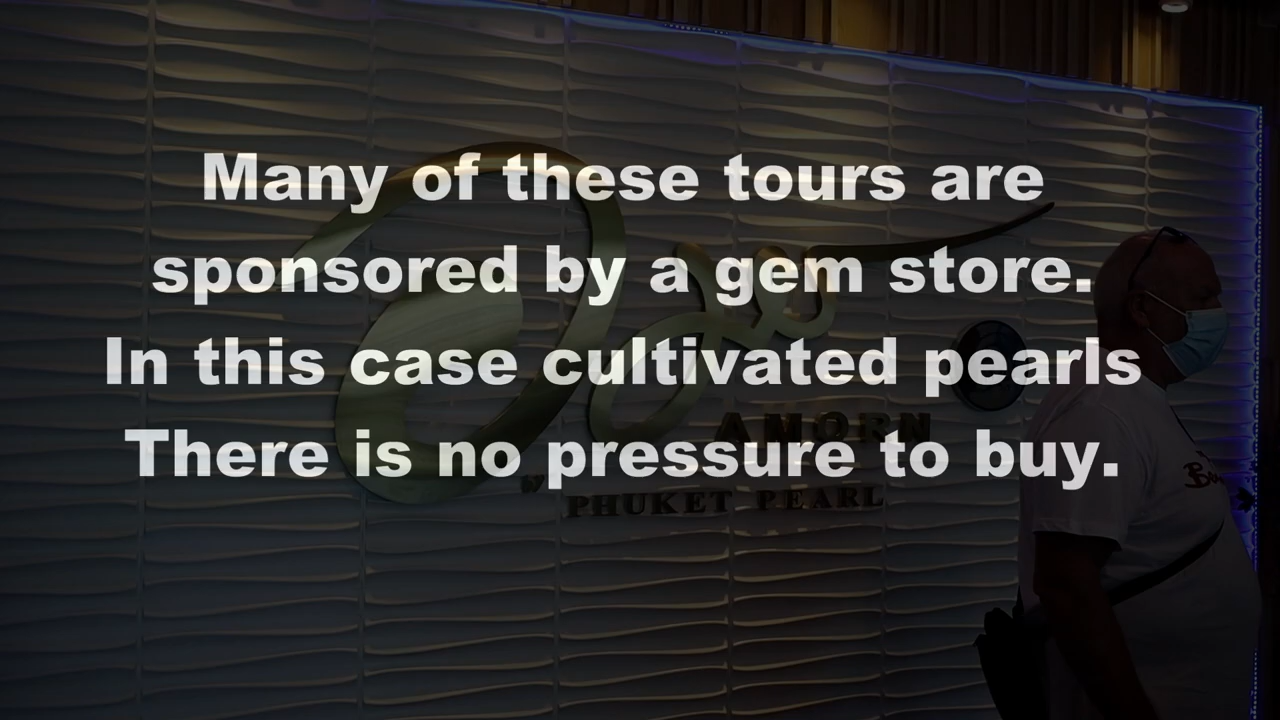 Many of these tours are
sponsored by a gem store.
In this case cultivated pearls
There is no pressure to buy.
AMORN
PHUKET PEARL